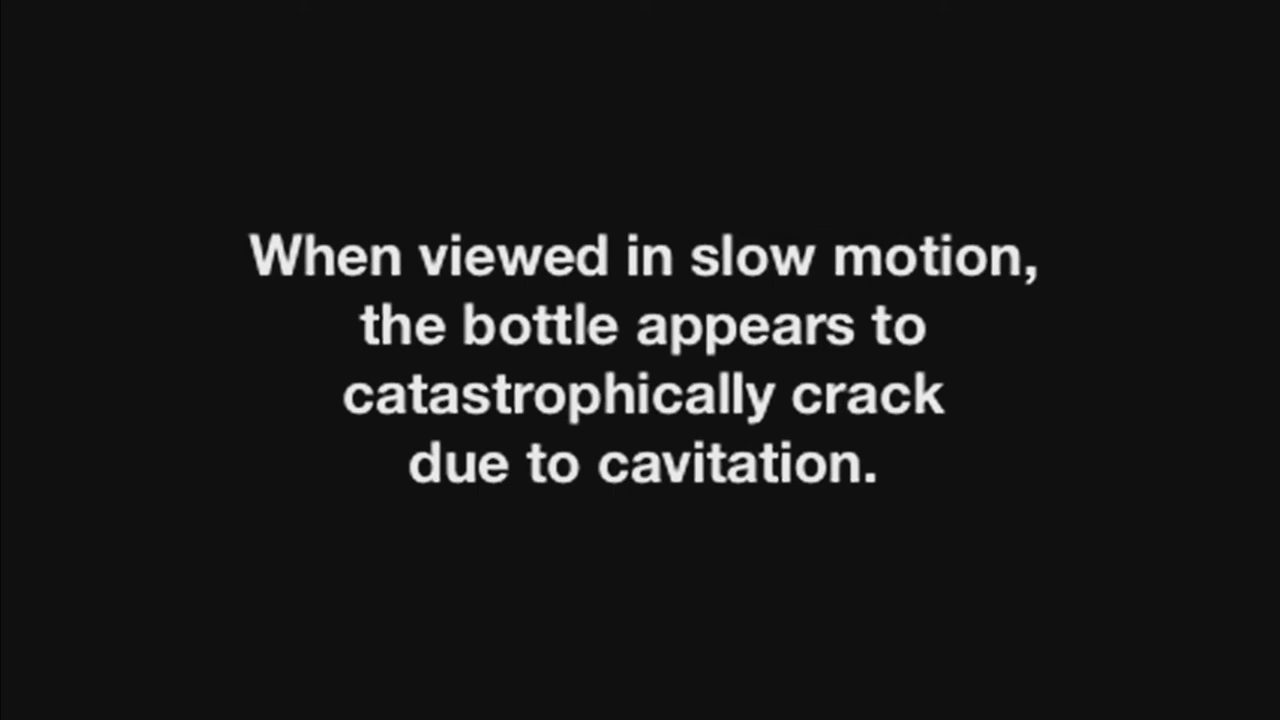 When viewed in slow motion,
the bottle appears to
catastrophically crack
due to cavitation.